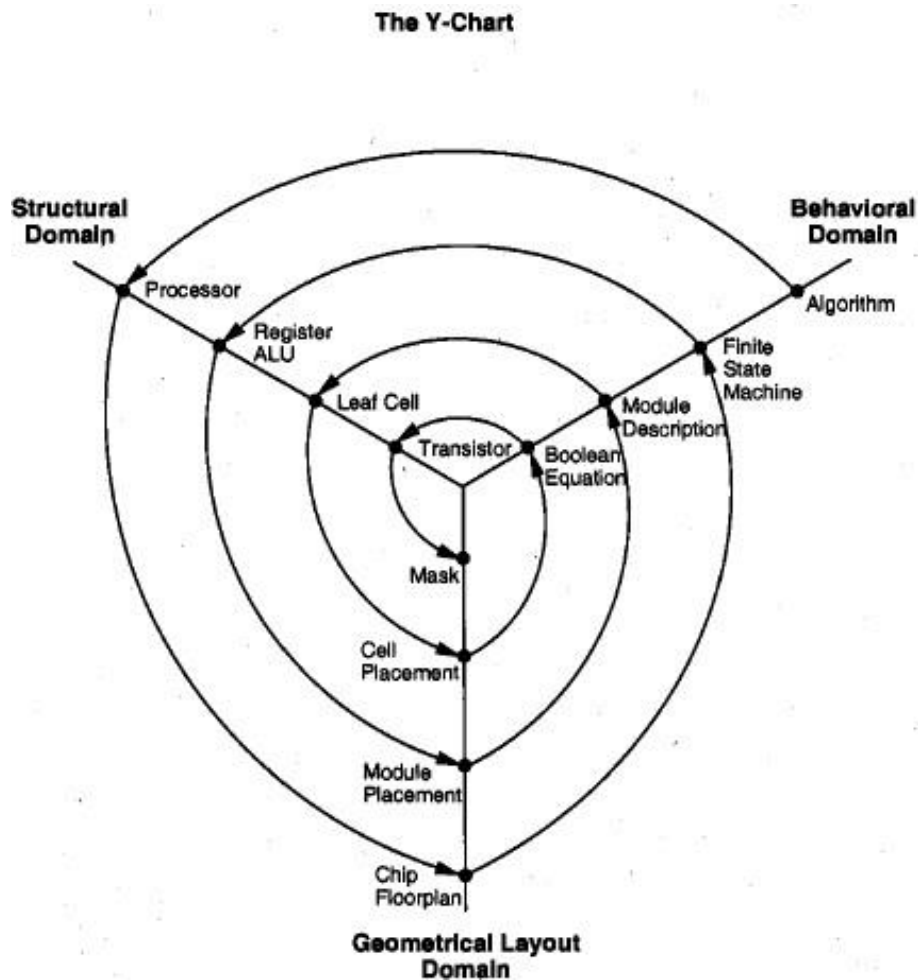 The Y-Chart
Structural
Domain
Behavioral
Domain
Processor
Algorithm
Register
ALU
Finite
State
Machine
Leaf Cell
Module
Description
Transistor
Boolean
Equation
Mask
Cell
Placement
Module
Placement
Chip
Floorplan
Geometrical Layout
Domain